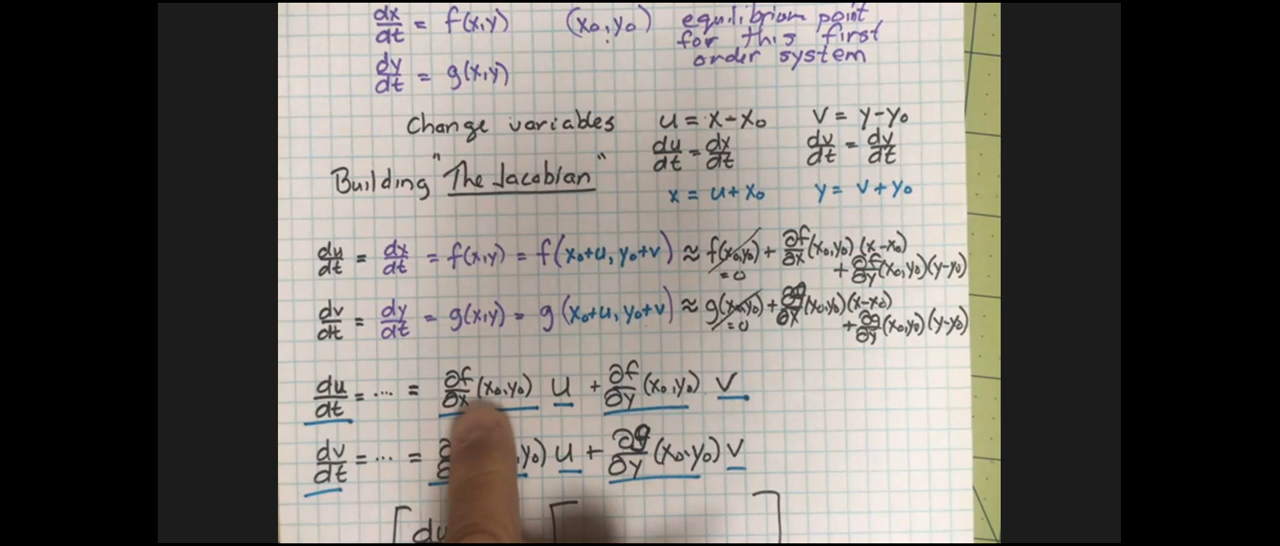 dx/dt = f(x,y) (x₀,y₀) equilibrium point
for this first
order system
dy/dt = g(x,y)
Change variables u = x-x₀ v = y-y₀
du/dt = dx/dt dv/dt = dy/dt
Building "The Jacobian"
x = u+x₀ y = v+y₀
du/dt = dx/dt = f(x,y) = f(x₀+u, y₀+v) ≈ f(x₀,y₀) + ∂f/∂x (x₀,y₀) (x-x₀)
=0 + ∂f/∂y (x₀,y₀) (y-y₀)
dv/dt = dy/dt = g(x,y) = g(x₀+u, y₀+v) ≈ g(x₀,y₀) + ∂g/∂x (x₀,y₀) (x-x₀)
=0 + ∂g/∂y (x₀,y₀) (y-y₀)
du/dt = ... = ∂f/∂x (x₀,y₀) u + ∂f/∂y (x₀,y₀) v
dv/dt = ... = ,y₀) u + ∂g/∂y (x₀,y₀) v
[du [ ]